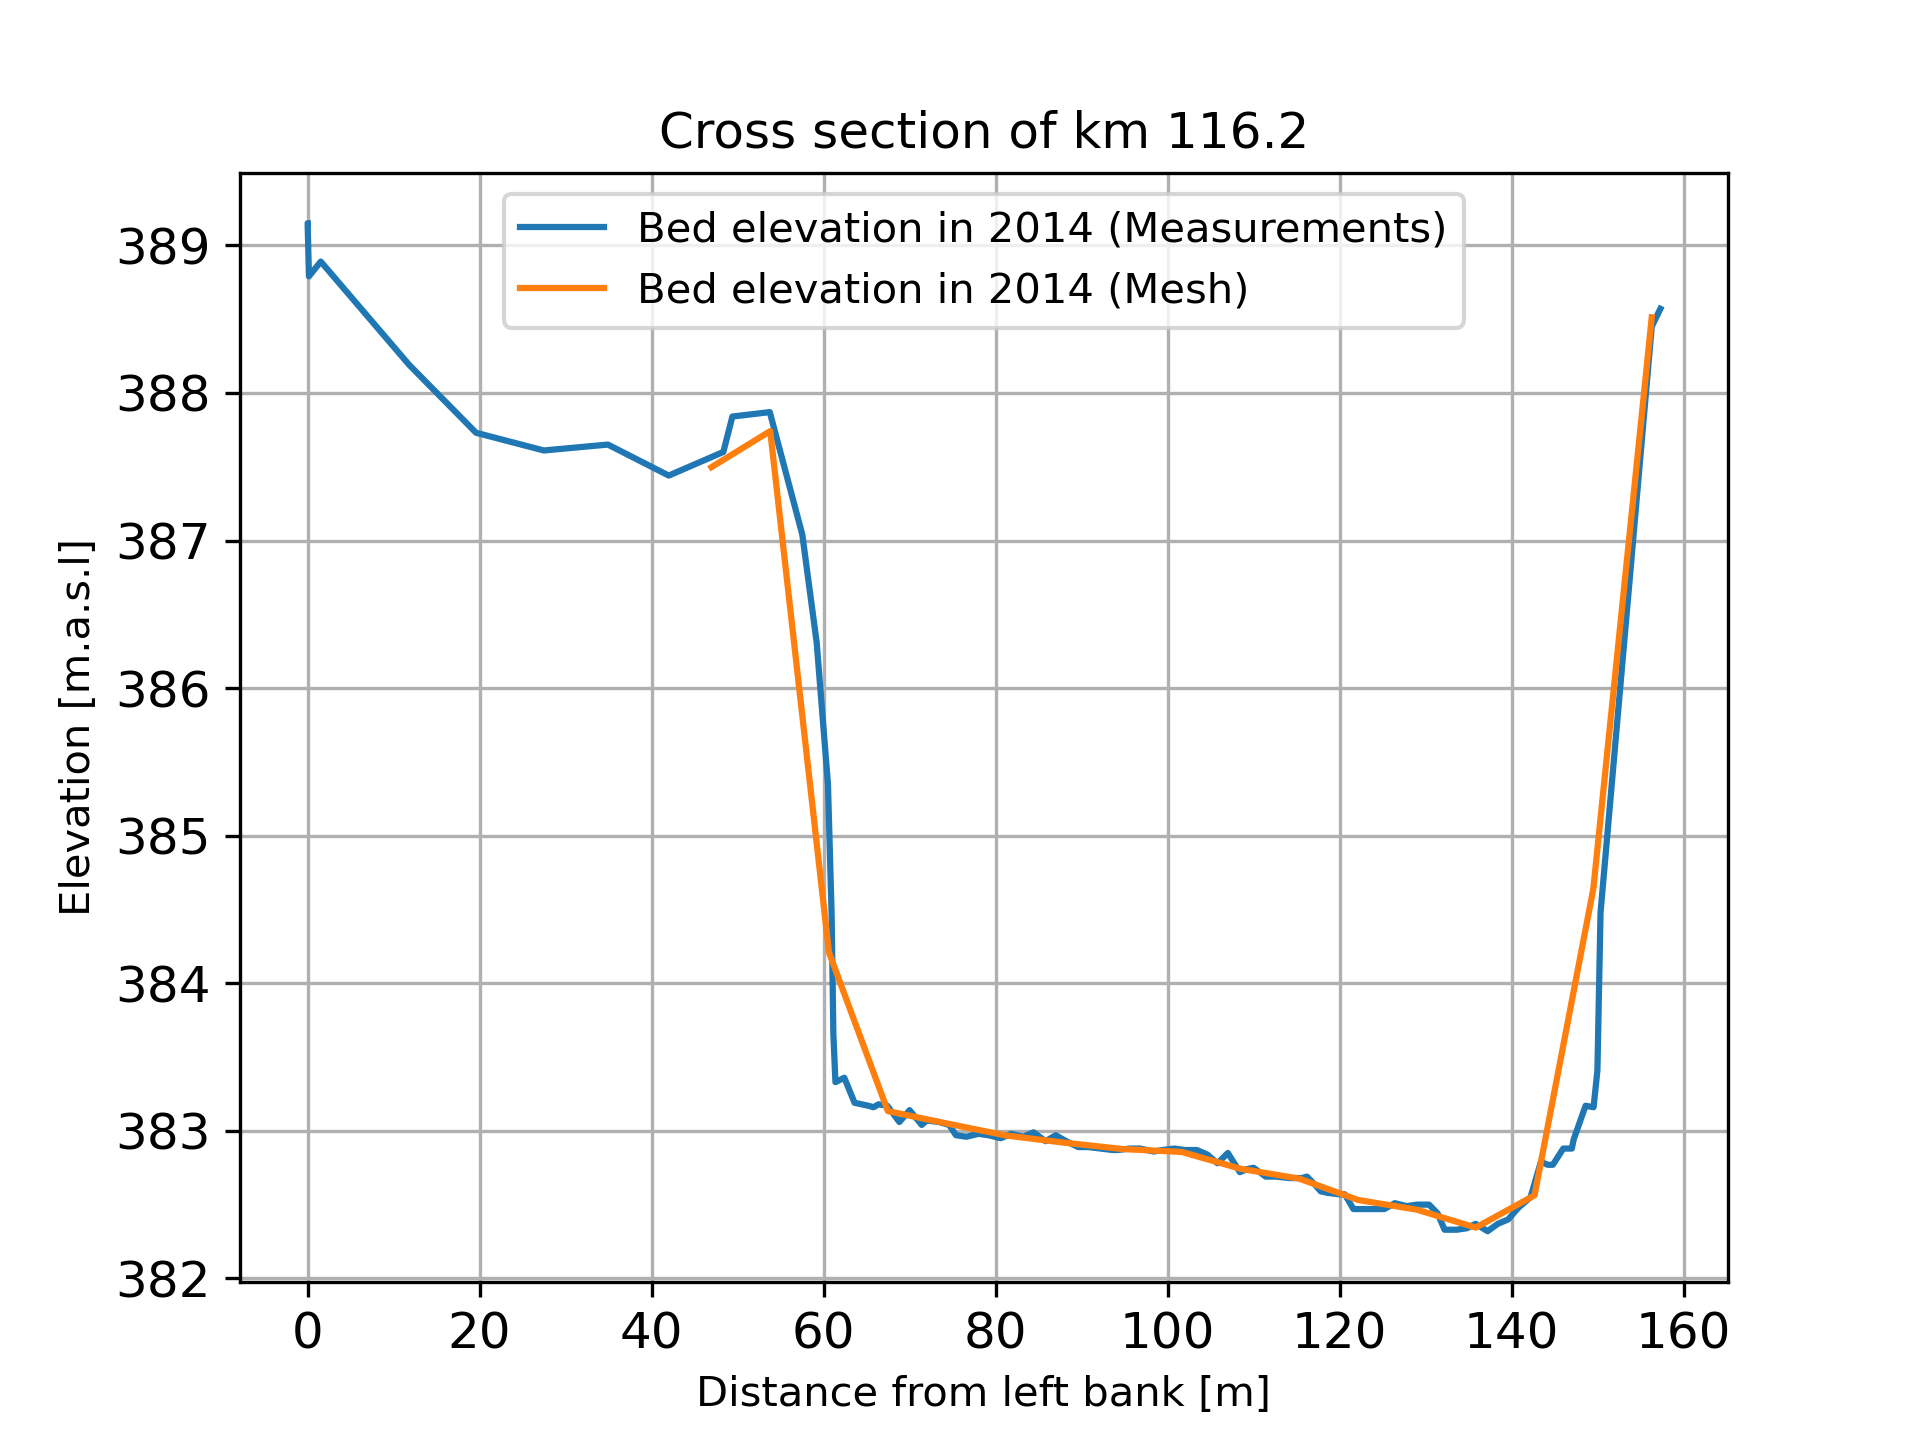 Cross section of km 116.2
Bed elevation in 2014 (Measurements)
Bed elevation in 2014 (Mesh)
Elevation [m.a.s.l]
389
388
387
386
385
384
383
382
0 20 40 60 80 100 120 140 160
Distance from left bank [m]